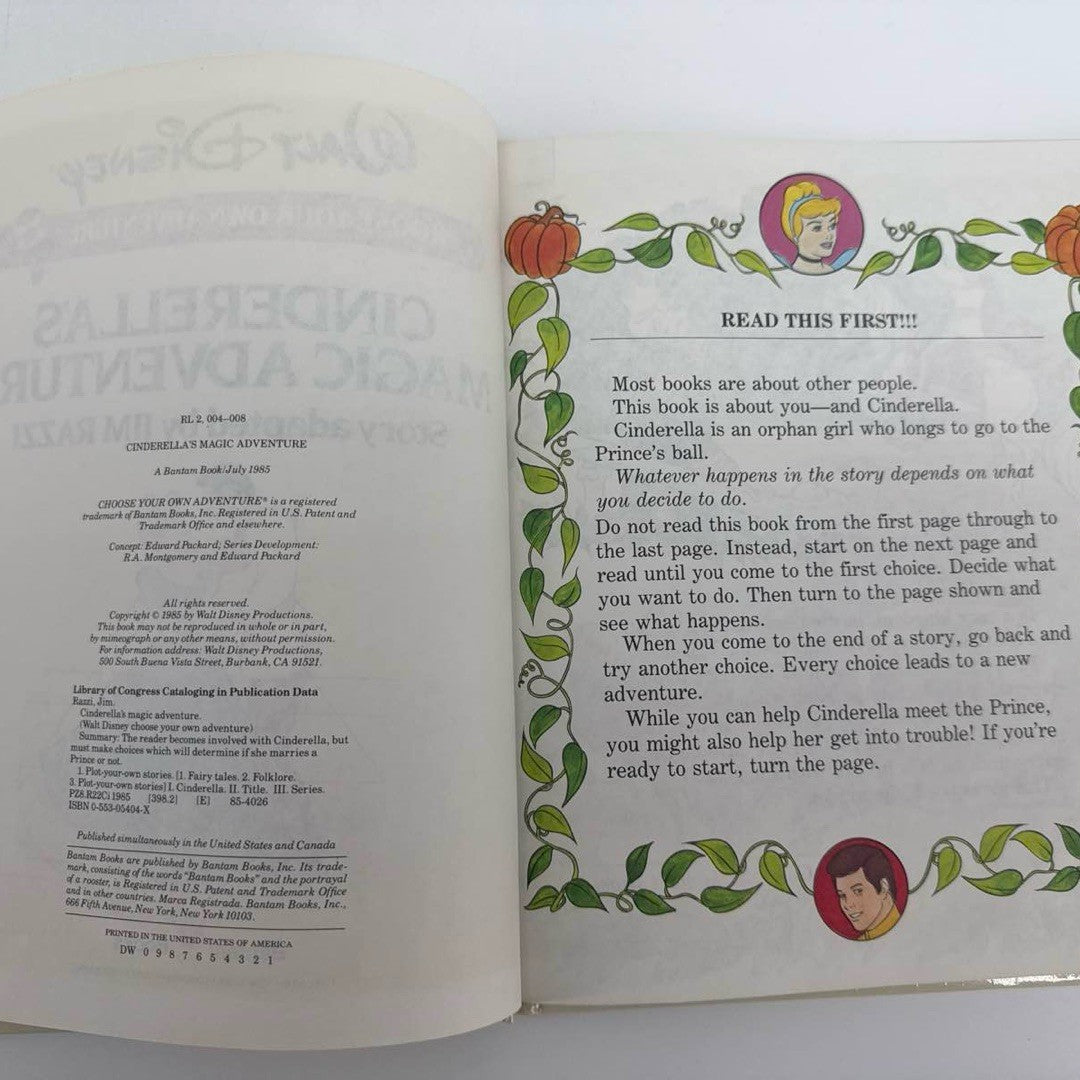 RL 2, 004–008
CINDERELLA'S MAGIC ADVENTURE
A Bantam Book/July 1985
CHOOSE YOUR OWN ADVENTURE® is a registered
trademark of Bantam Books, Inc. Registered in U.S. Patent and
Trademark Office and elsewhere.
Concept: Edward Packard; Series Development:
R.A. Montgomery and Edward Packard
All rights reserved.
Copyright © 1985 by Walt Disney Productions.
This book may not be reproduced in whole or in part,
by mimeograph or any other means, without permission.
For information address: Walt Disney Productions,
500 South Buena Vista Street, Burbank, CA 91521.
Library of Congress Cataloging in Publication Data
Razzi, Jim.
Cinderella's magic adventure.
(Walt Disney choose your own adventure)
Summary: The reader becomes involved with Cinderella, but
must make choices which will determine if she marries a
Prince or not.
1. Plot-your-own stories. [1. Fairy tales. 2. Folklore.
3. Plot-your-own stories] I. Cinderella. II. Title. III. Series.
PZ8.R22Ci 1985 [398.2] [E] 85-4026
ISBN 0-553-05404-X
Published simultaneously in the United States and Canada
Bantam Books are published by Bantam Books, Inc. Its trade-
mark, consisting of the words "Bantam Books" and the portrayal
of a rooster, is Registered in U.S. Patent and Trademark Office
and in other countries. Marca Registrada. Bantam Books, Inc.,
666 Fifth Avenue, New York, New York 10103.
PRINTED IN THE UNITED STATES OF AMERICA
DW 0 9 8 7 6 5 4 3 2 1
READ THIS FIRST!!!
Most books are about other people.
This book is about you—and Cinderella.
Cinderella is an orphan girl who longs to go to the
Prince's ball.
Whatever happens in the story depends on what
you decide to do.
Do not read this book from the first page through to
the last page. Instead, start on the next page and
read until you come to the first choice. Decide what
you want to do. Then turn to the page shown and
see what happens.
When you come to the end of a story, go back and
try another choice. Every choice leads to a new
adventure.
While you can help Cinderella meet the Prince,
you might also help her get into trouble! If you're
ready to start, turn the page.